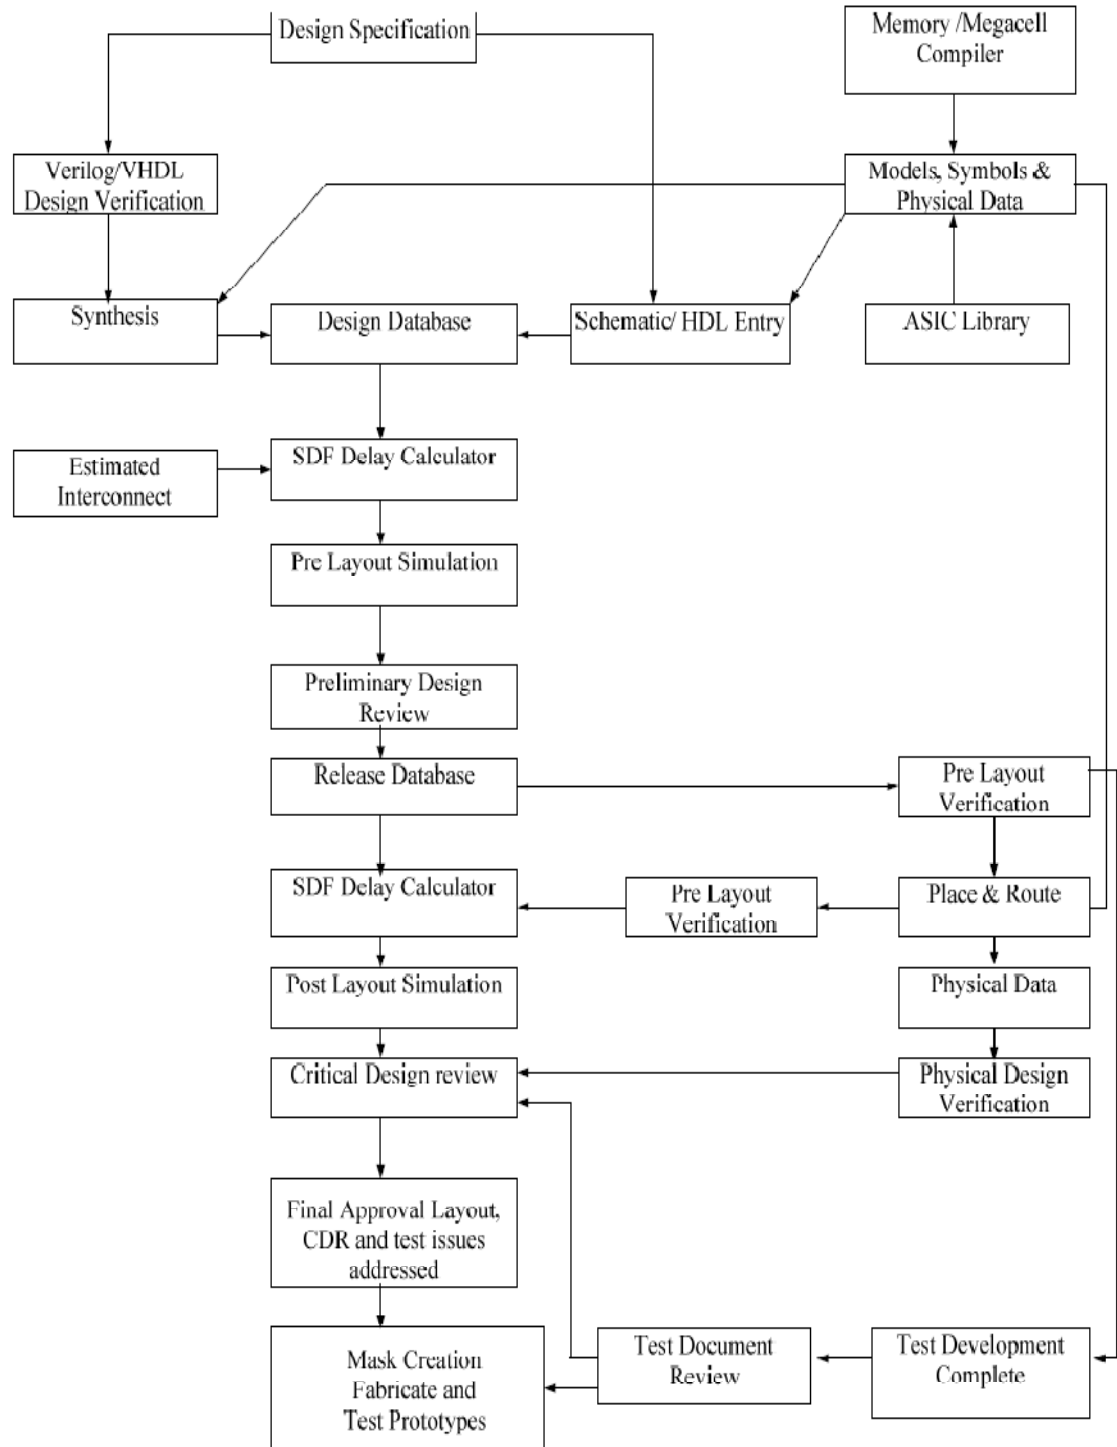 Design Specification
Memory /Megacell
Compiler
Verilog/VHDL
Design Verification
Models, Symbols &
Physical Data
Synthesis
Design Database
Schematic/ HDL Entry
ASIC Library
Estimated
Interconnect
SDF Delay Calculator
Pre Layout Simulation
Preliminary Design
Review
Release Database
Pre Layout
Verification
SDF Delay Calculator
Pre Layout
Verification
Place & Route
Post Layout Simulation
Physical Data
Critical Design review
Physical Design
Verification
Final Approval Layout,
CDR and test issues
addressed
Mask Creation
Fabricate and
Test Prototypes
Test Document
Review
Test Development
Complete